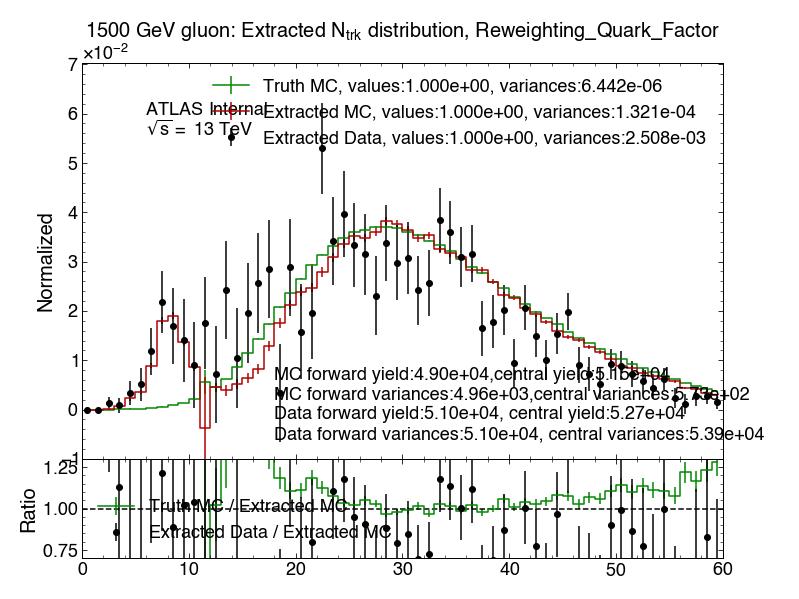 1500 GeV gluon: Extracted Ntrk distribution, Reweighting_Quark_Factor
×10−2
7
6
5
4
3
2
1
0
−1
Normalized
Truth MC, values:1.000e+00, variances:6.442e-06
ATLAS Internal
Extracted MC, values:1.000e+00, variances:1.321e-04
√s = 13 TeV
Extracted Data, values:1.000e+00, variances:2.508e-03
MC forward yield:4.90e+04,central yield:5.15e+04
MC forward variances:4.96e+03,central variances:
Data forward yield:5.10e+04, central yield:5.27e+04
Data forward variances:5.10e+04, central variances:5.39e+04
1.25
1.00
0.75
Ratio
Truth MC / Extracted MC
Extracted Data / Extracted MC
0 10 20 30 40 50 60